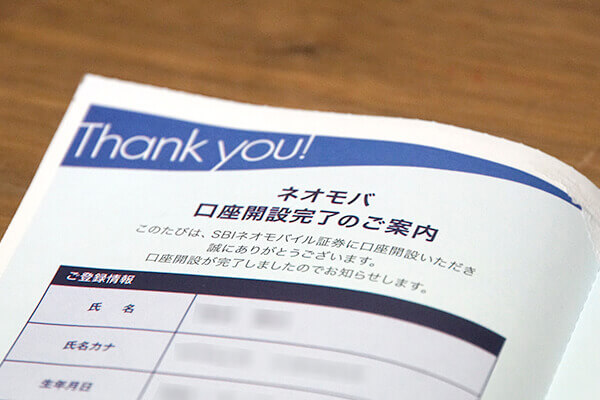 Thank you!
ネオモバ
口座開設完了のご案内
このたびは、SBIネオモバイル証券に口座開設いただき
誠にありがとうございます。
口座開設が完了しましたのでお知らせします。
ご登録情報
氏 名
氏名カナ
生年月日